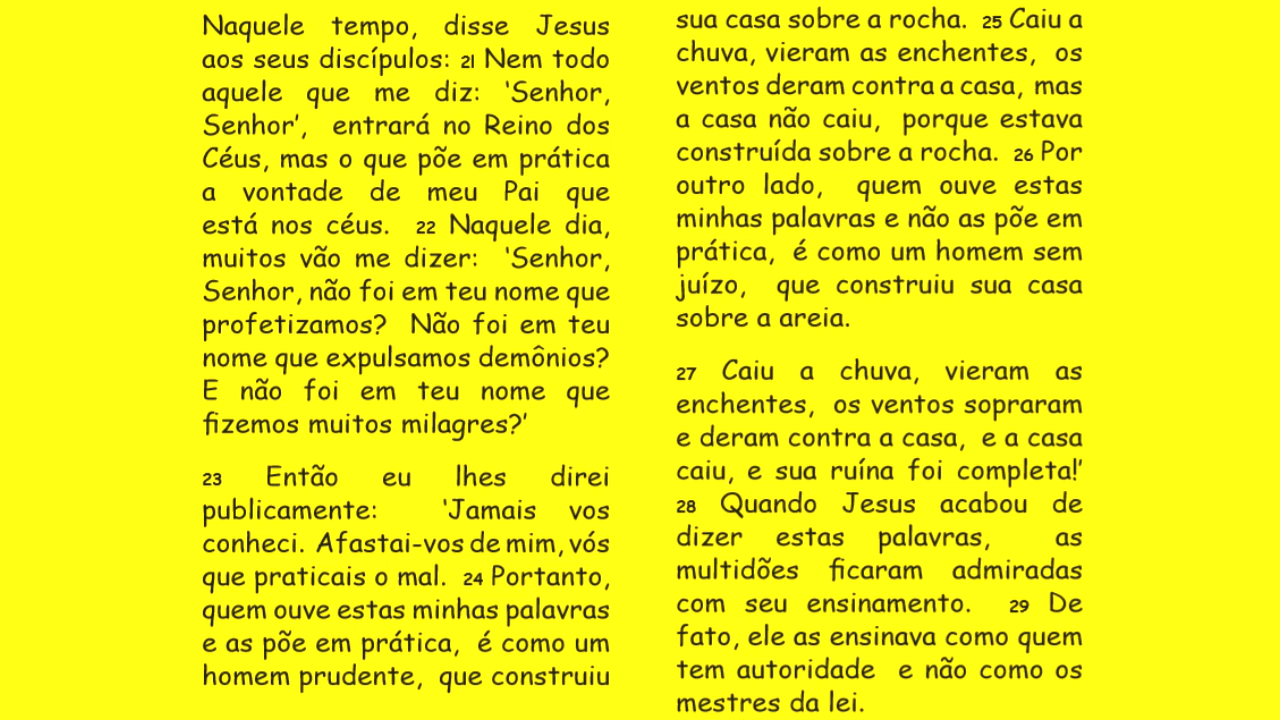 Naquele tempo, disse Jesus
aos seus discípulos: 21 Nem todo
aquele que me diz: ‘Senhor,
Senhor’, entrará no Reino dos
Céus, mas o que põe em prática
a vontade de meu Pai que
está nos céus. 22 Naquele dia,
muitos vão me dizer: ‘Senhor,
Senhor, não foi em teu nome que
profetizamos? Não foi em teu
nome que expulsamos demônios?
E não foi em teu nome que
fizemos muitos milagres?’
23 Então eu lhes direi
publicamente: ‘Jamais vos
conheci. Afastai-vos de mim, vós
que praticais o mal. 24 Portanto,
quem ouve estas minhas palavras
e as põe em prática, é como um
homem prudente, que construiu
sua casa sobre a rocha. 25 Caiu a
chuva, vieram as enchentes, os
ventos deram contra a casa, mas
a casa não caiu, porque estava
construída sobre a rocha. 26 Por
outro lado, quem ouve estas
minhas palavras e não as põe em
prática, é como um homem sem
juízo, que construiu sua casa
sobre a areia.
27 Caiu a chuva, vieram as
enchentes, os ventos sopraram
e deram contra a casa, e a casa
caiu, e sua ruína foi completa!’
28 Quando Jesus acabou de
dizer estas palavras, as
multidões ficaram admiradas
com seu ensinamento. 29 De
fato, ele as ensinava como quem
tem autoridade e não como os
mestres da lei.